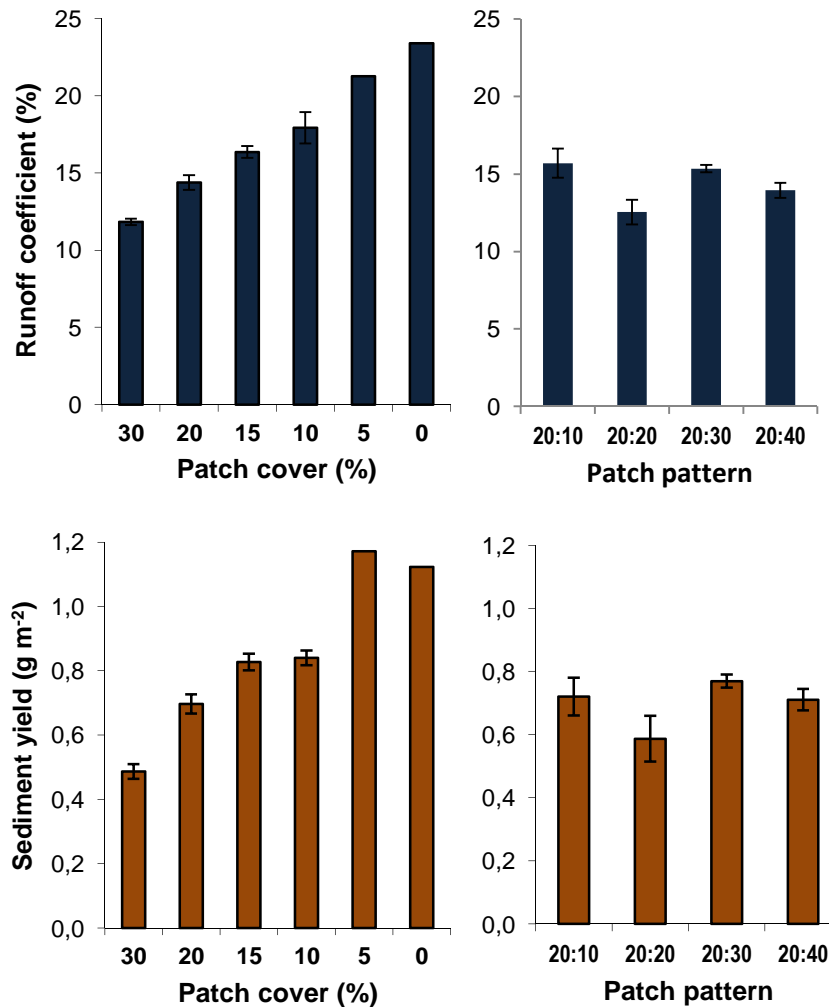 Runoff coefficient (%)
25
20
15
10
5
0
30 20 15 10 5 0
Patch cover (%)
25
20
15
10
5
0
20:10 20:20 20:30 20:40
Patch pattern
Sediment yield (g m⁻²)
1,2
1,0
0,8
0,6
0,4
0,2
0,0
30 20 15 10 5 0
Patch cover (%)
1,2
1,0
0,8
0,6
0,4
0,2
0,0
20:10 20:20 20:30 20:40
Patch pattern